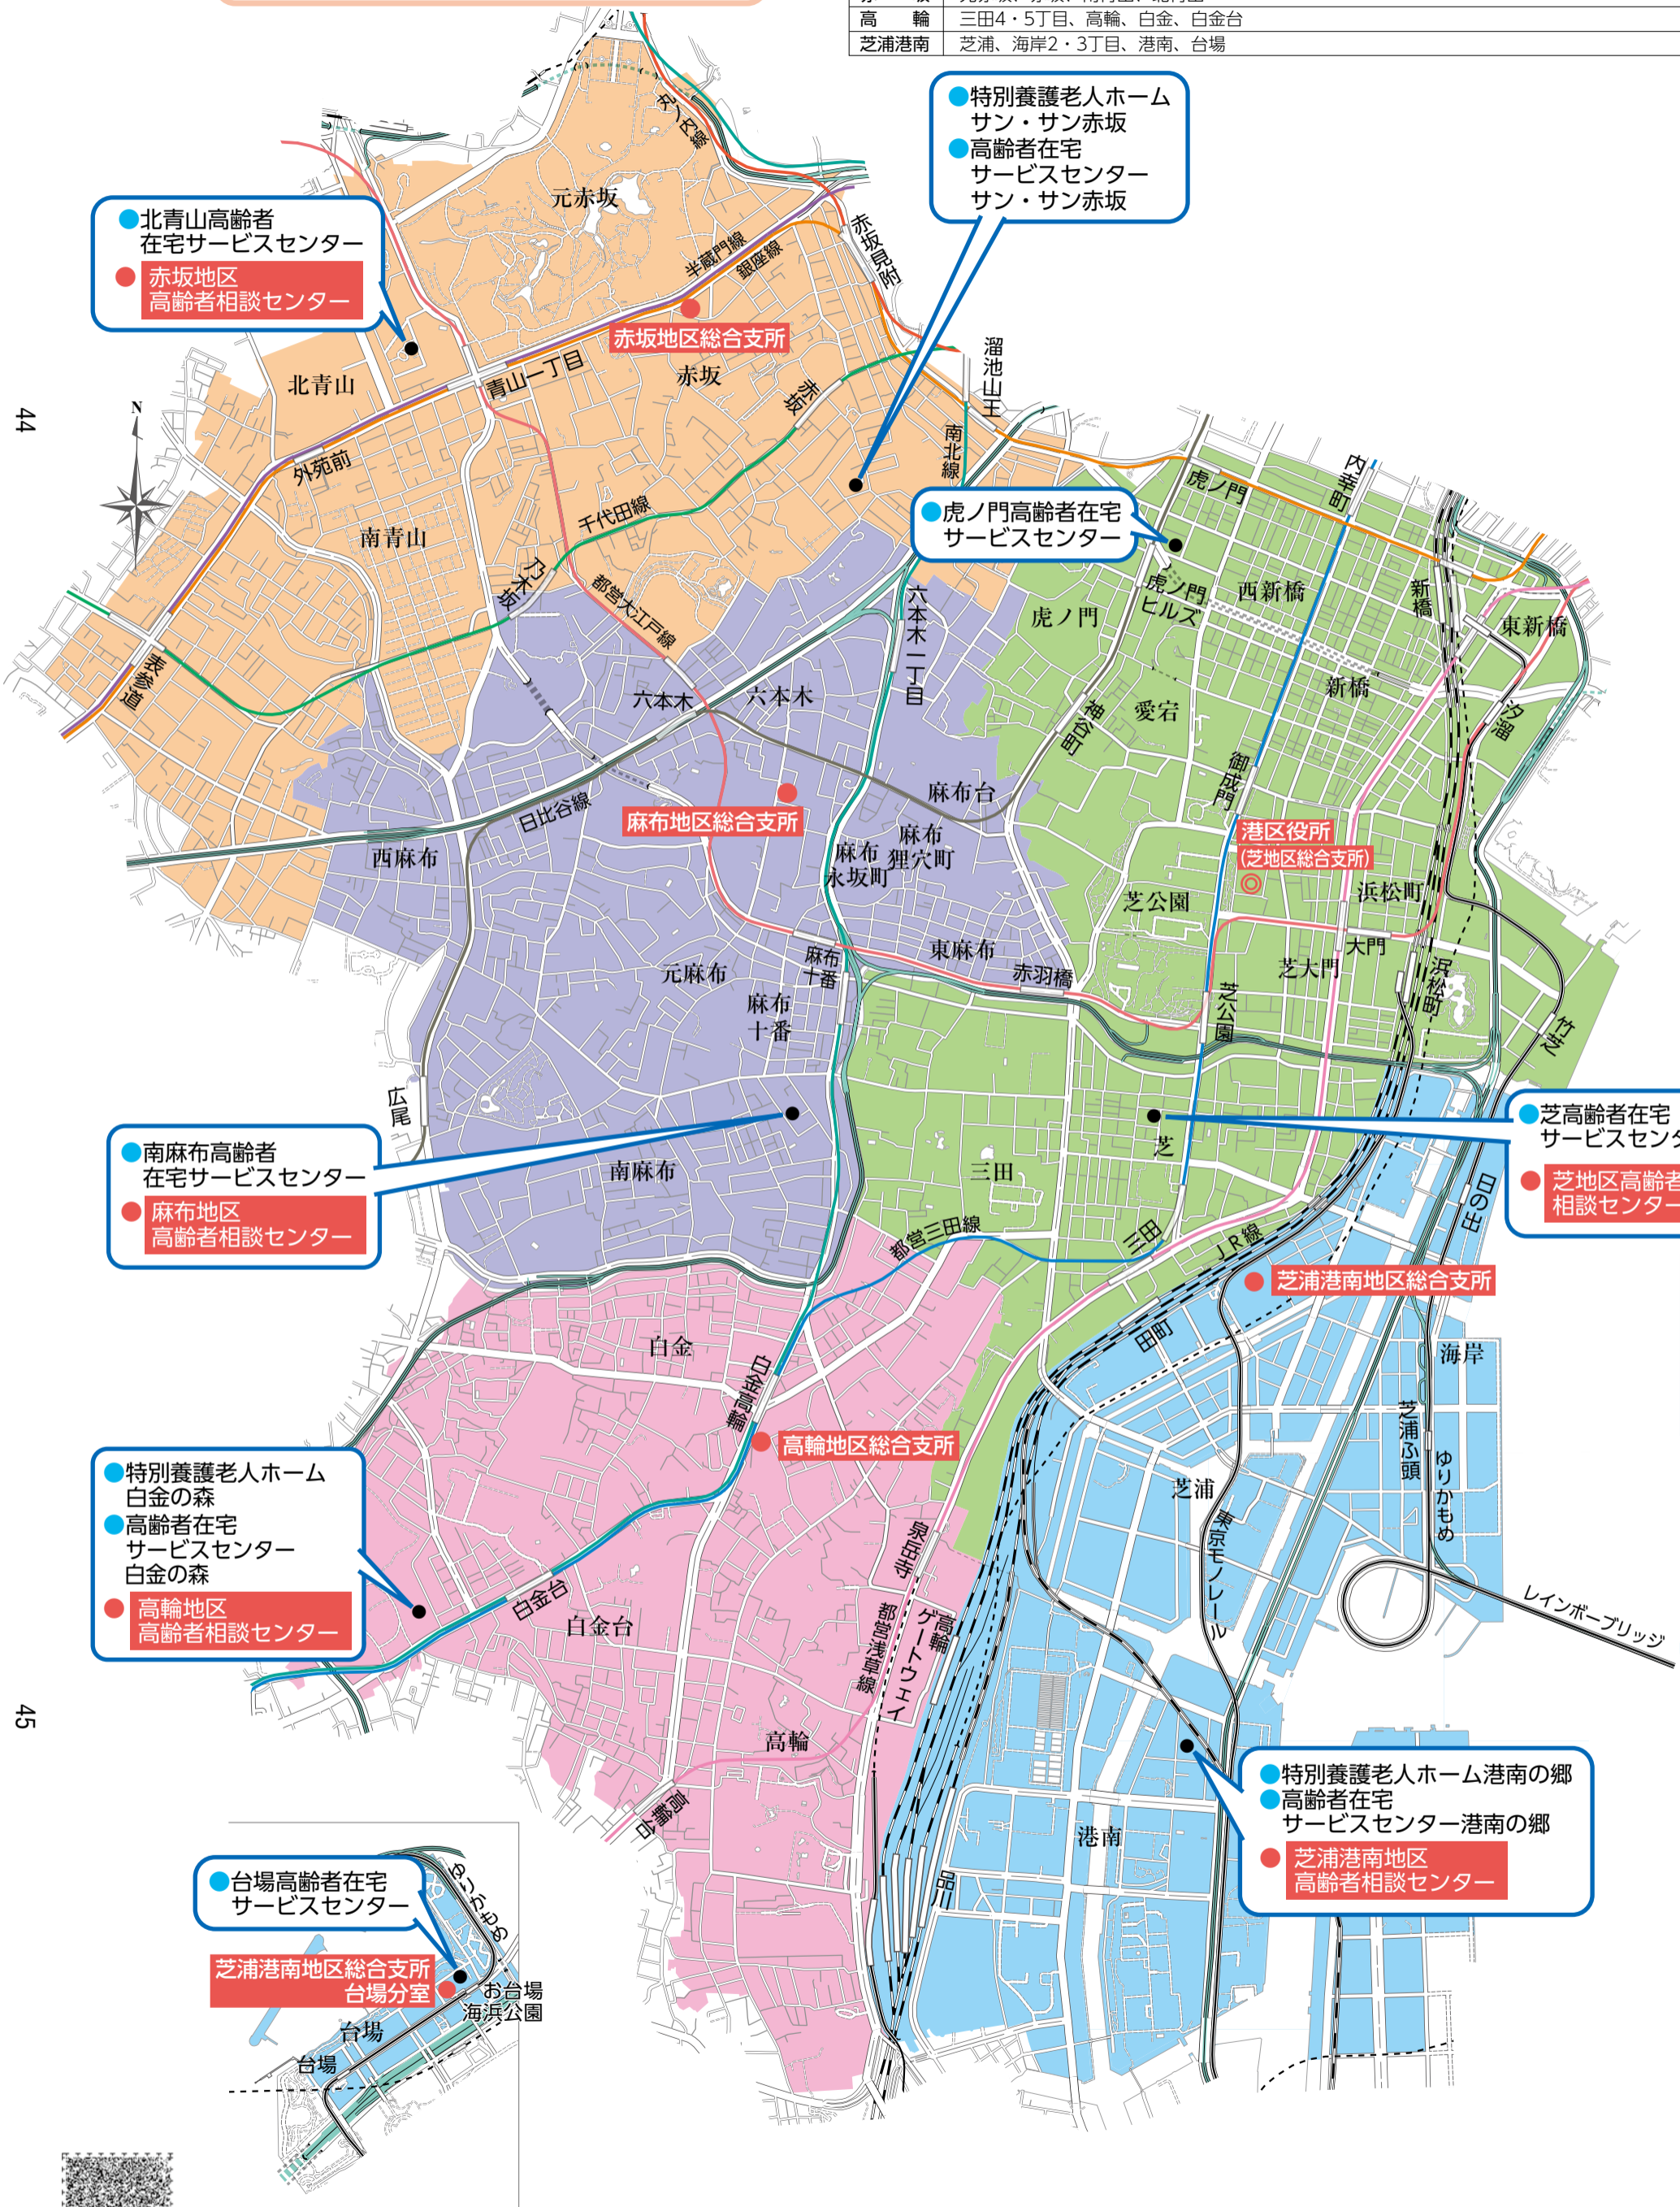 高輪 三田4・5丁目、高輪、白金、白金台
芝浦港南 芝浦、海岸2・3丁目、港南、台場
●特別養護老人ホーム
サン・サン赤坂
●高齢者在宅
サービスセンター
サン・サン赤坂
丸ノ内線
元赤坂
●北青山高齢者
在宅サービスセンター
●赤坂地区
高齢者相談センター
半蔵門線
銀座線
赤坂見附
赤坂地区総合支所
溜池山王
北青山
青山一丁目
赤坂
赤坂
44
N
外苑前
南北線
内幸町
虎ノ門
千代田線
●虎ノ門高齢者在宅
サービスセンター
南青山
乃木坂
都営大江戸線
六本木一丁目
虎ノ門
虎ノ門
ヒルズ
西新橋
新橋
東新橋
表参道
六本木
六本木
神谷町
愛宕
新橋
汐溜
御成門
麻布台
日比谷線
麻布地区総合支所
港区役所
(芝地区総合支所)
西麻布
麻布
永坂町
麻布
狸穴町
芝公園
浜松町
大門
元麻布
麻布
十番
東麻布
赤羽橋
芝大門
浜松町
麻布
十番
芝公園
竹芝
広尾
●南麻布高齢者
在宅サービスセンター
●麻布地区
高齢者相談センター
南麻布
三田
芝
●芝高齢者在宅
サービスセンタ
●芝地区高齢者
相談センター
日の出
都営三田線
三田
JR線
芝浦港南地区総合支所
田町
白金
白金高輪
海岸
高輪地区総合支所
芝浦ふ頭
ゆりかもめ
●特別養護老人ホーム
白金の森
●高齢者在宅
サービスセンター
白金の森
●高輪地区
高齢者相談センター
芝浦
東京モノレール
泉岳寺
白金台
白金台
都営浅草線
高輪
ゲートウェイ
レインボーブリッジ
45
高輪
高輪台
●特別養護老人ホーム港南の郷
●高齢者在宅
サービスセンター港南の郷
●芝浦港南地区
高齢者相談センター
港南
品川
●台場高齢者在宅
サービスセンター
ゆりかもめ
芝浦港南地区総合支所
台場分室
お台場
海浜公園
台場
台場